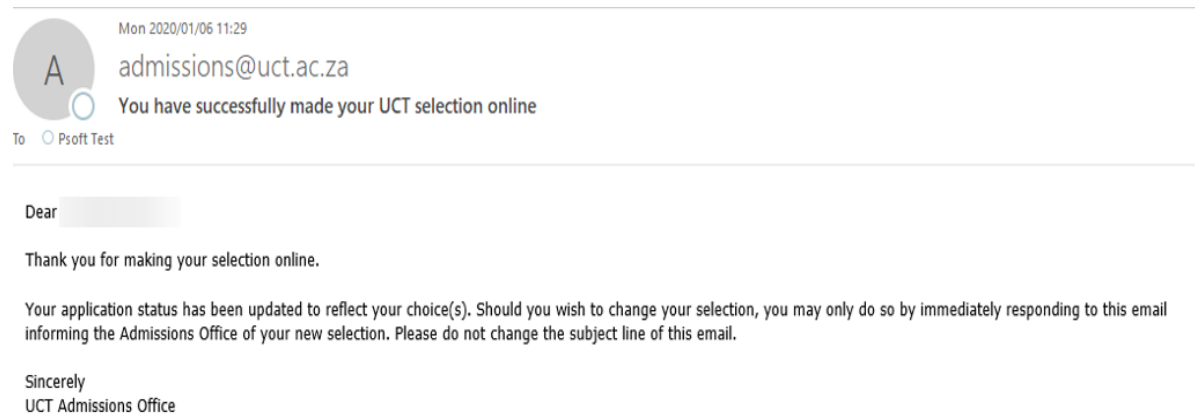 Mon 2020/01/06 11:29
A
admissions@uct.ac.za
You have successfully made your UCT selection online
To Psoft Test
Dear
Thank you for making your selection online.
Your application status has been updated to reflect your choice(s). Should you wish to change your selection, you may only do so by immediately responding to this email
informing the Admissions Office of your new selection. Please do not change the subject line of this email.
Sincerely
UCT Admissions Office